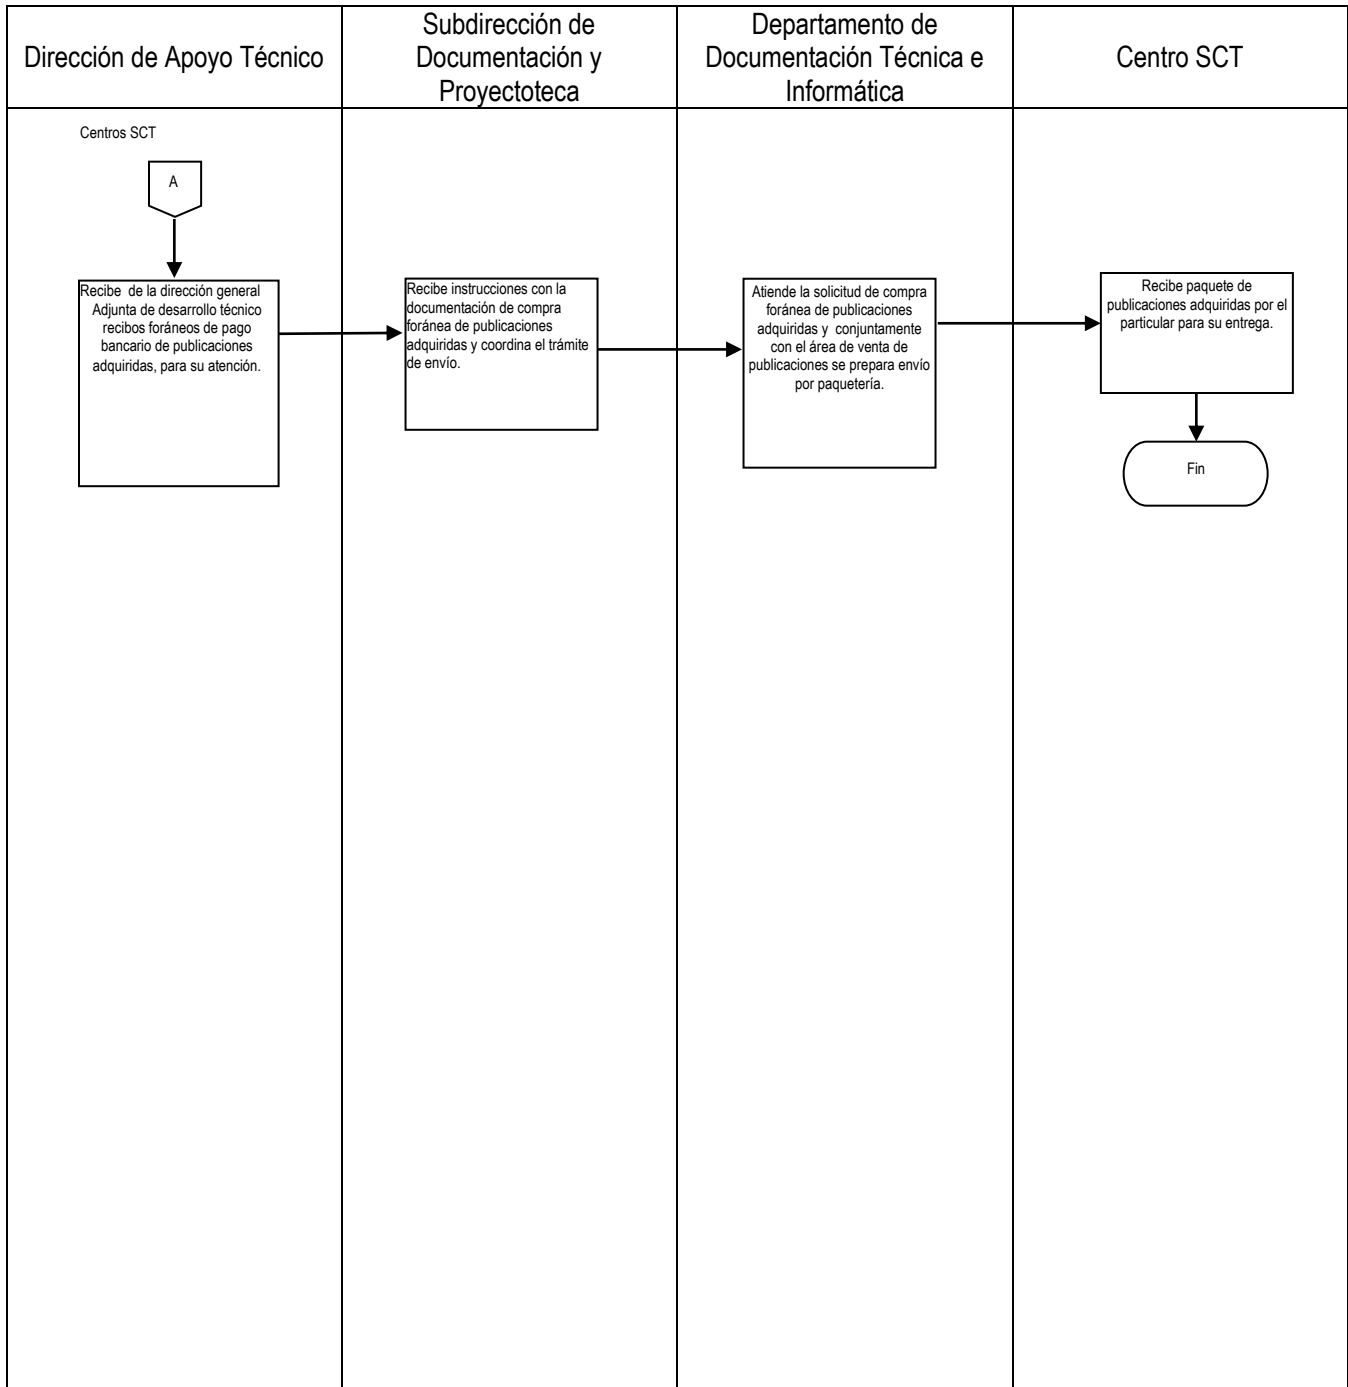 Dirección de Apoyo Técnico
Subdirección de
Documentación y
Proyectoteca
Departamento de
Documentación Técnica e
Informática
Centro SCT
Centros SCT
A
Recibe de la dirección general
Adjunta de desarrollo técnico
recibos foráneos de pago
bancario de publicaciones
adquiridas, para su atención.
Recibe instrucciones con la
documentación de compra
foránea de publicaciones
adquiridas y coordina el trámite
de envío.
Atiende la solicitud de compra
foránea de publicaciones
adquiridas y conjuntamente
con el área de venta de
publicaciones se prepara envío
por paquetería.
Recibe paquete de
publicaciones adquiridas por el
particular para su entrega.
Fin